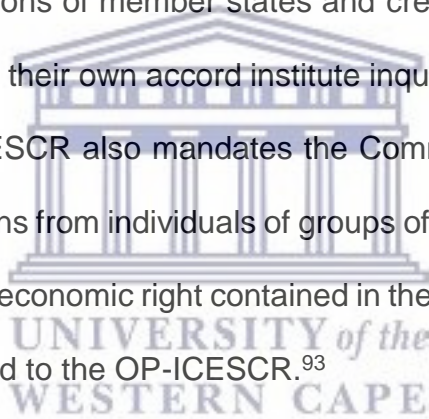 ons of member states and cre
their own accord institute inqu
ESCR also mandates the Comm
ns from individuals of groups of
economic right contained in the
UNIVERSITY of the
d to the OP-ICESCR.⁹³
WESTERN CAPE